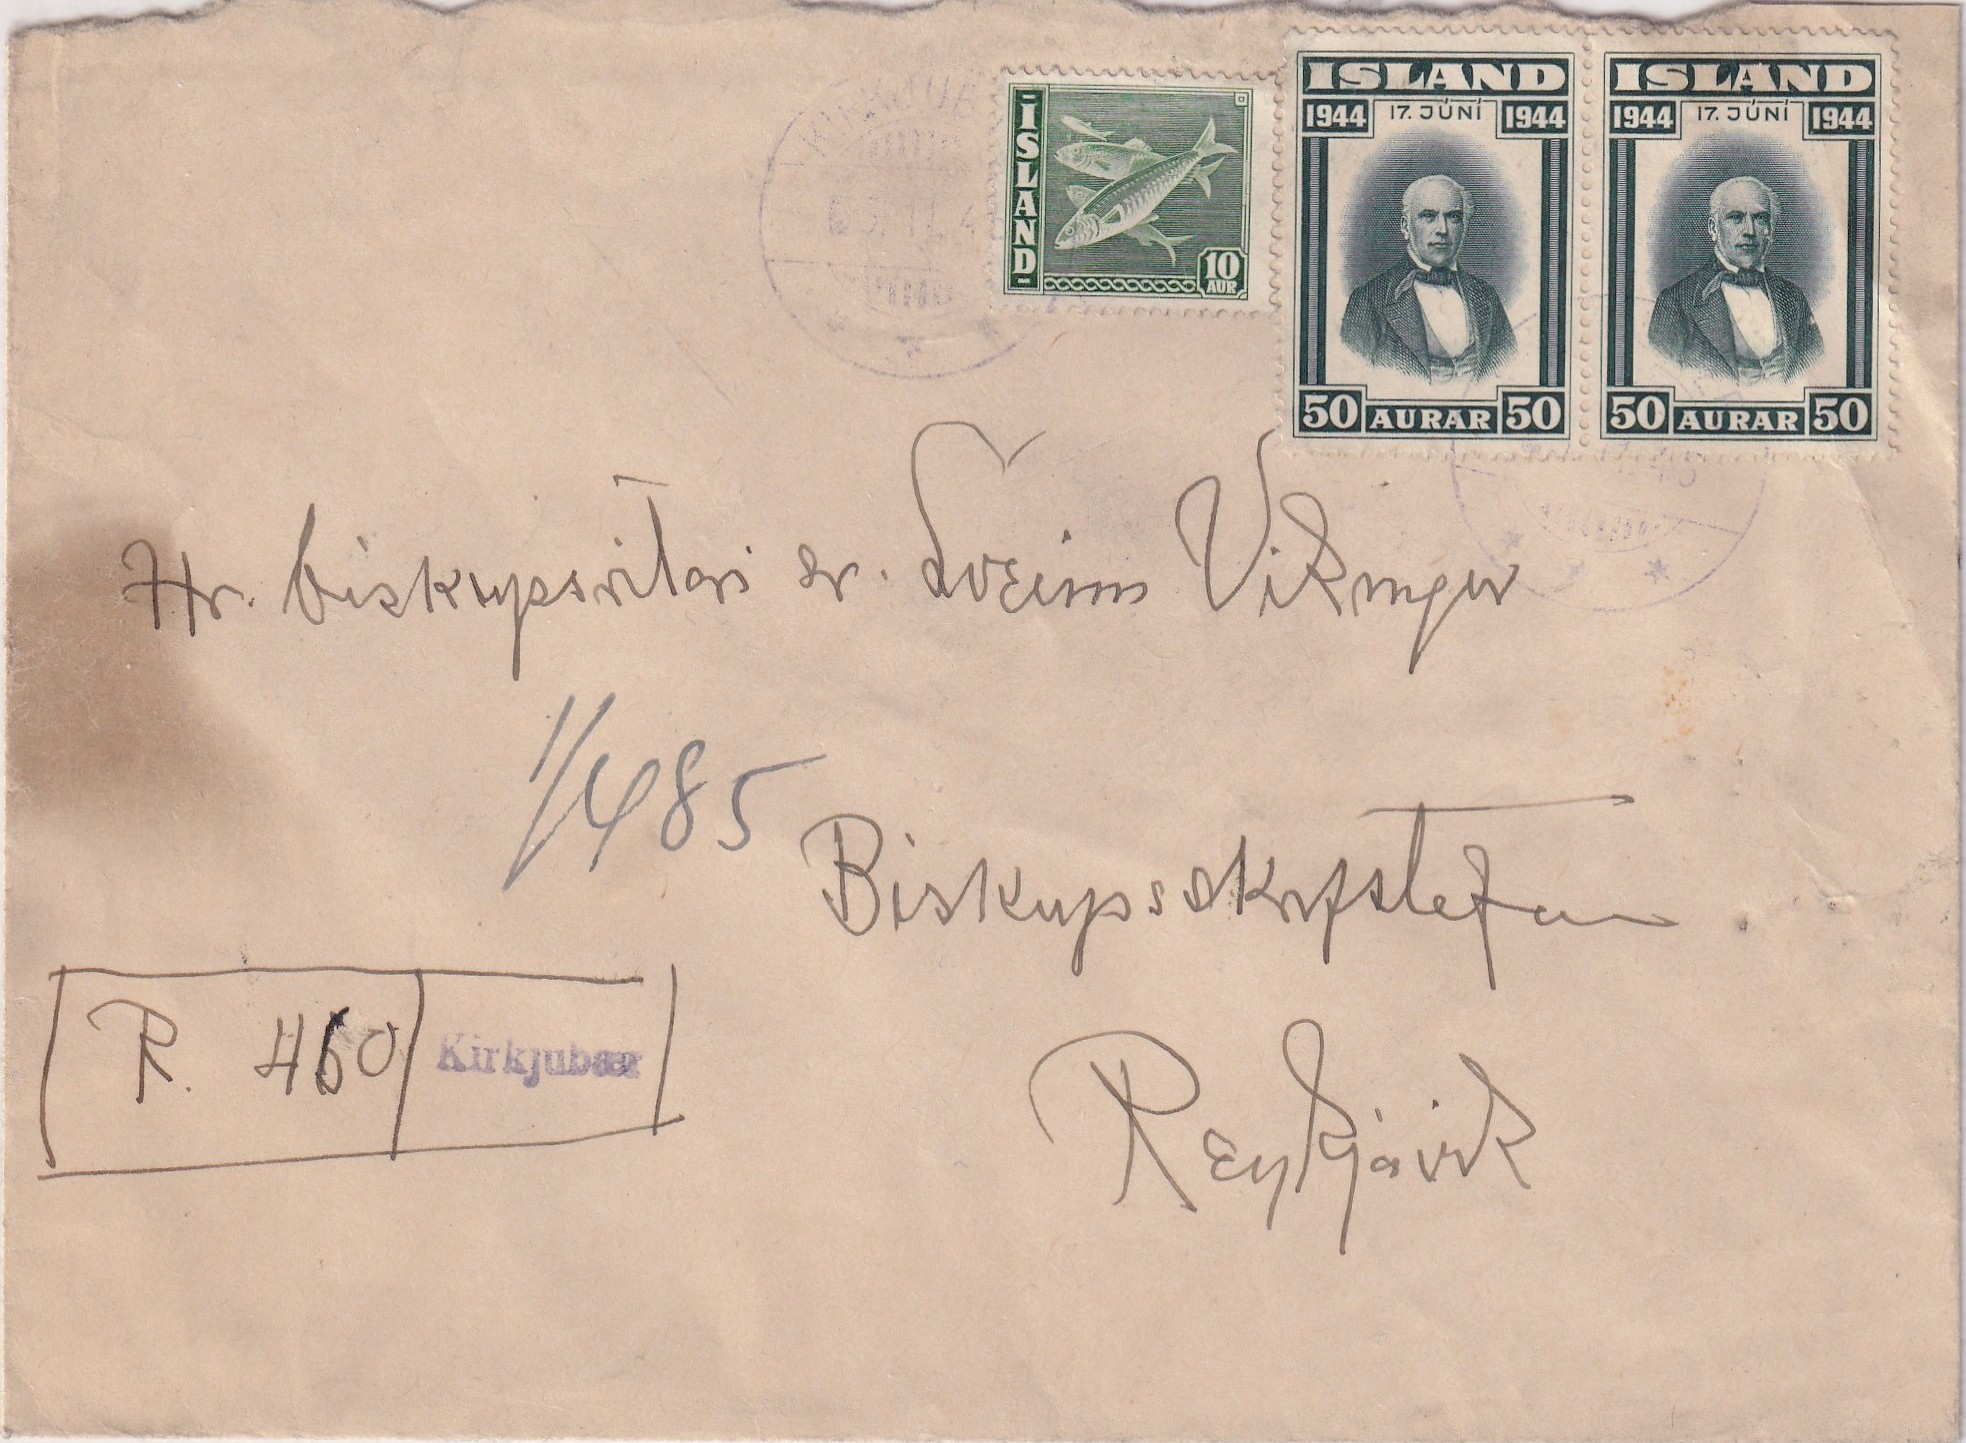 ISLAND
1944 17. JÚNÍ 1944
50 AURAR 50
ISLAND
1944 17. JÚNÍ 1944
50 AURAR 50
ÍSLAND
10
AUR
Hr. biskupsritari sr. Sveinn Víkingur
1/485
Biskupsskrifstofan
Reykjavík
R. 460 Kirkjubær